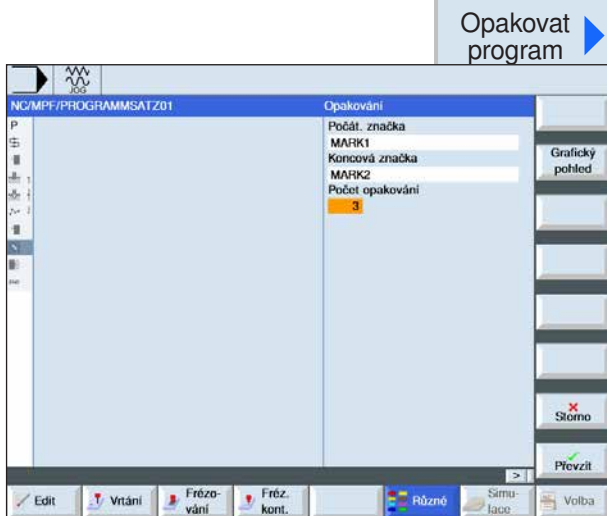 Opakovat
program
JOG
NC/MPF/PROGRAMMSATZ01
Opakování
P
Počát. značka
MARK1
Koncová značka
MARK2
Počet opakování
3
END
Grafický
pohled
Storno
Převzít
>
Edit
Vrtání
Frézo-
vání
Fréz.
kont.
Různé
Simu-
lace
Volba